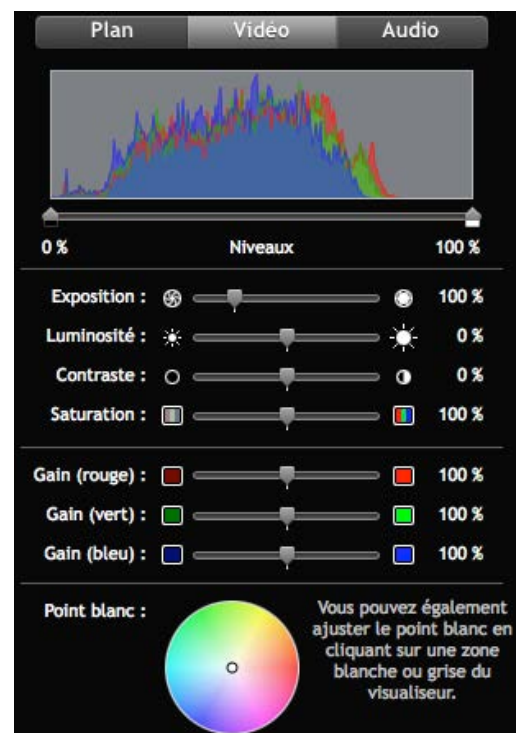 Plan Vidéo Audio
0 % Niveaux 100 %
Exposition : 100 %
Luminosité : 0 %
Contraste : 0 %
Saturation : 100 %
Gain (rouge) : 100 %
Gain (vert) : 100 %
Gain (bleu) : 100 %
Point blanc :
Vous pouvez également
ajuster le point blanc en
cliquant sur une zone
blanche ou grise du
visualiseur.